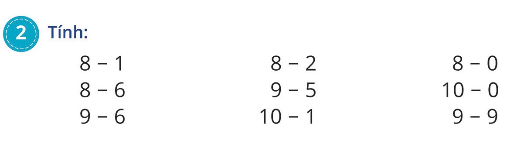 2 Tính:
8 – 1 8 – 2 8 – 0
8 – 6 9 – 5 10 – 0
9 – 6 10 – 1 9 – 9